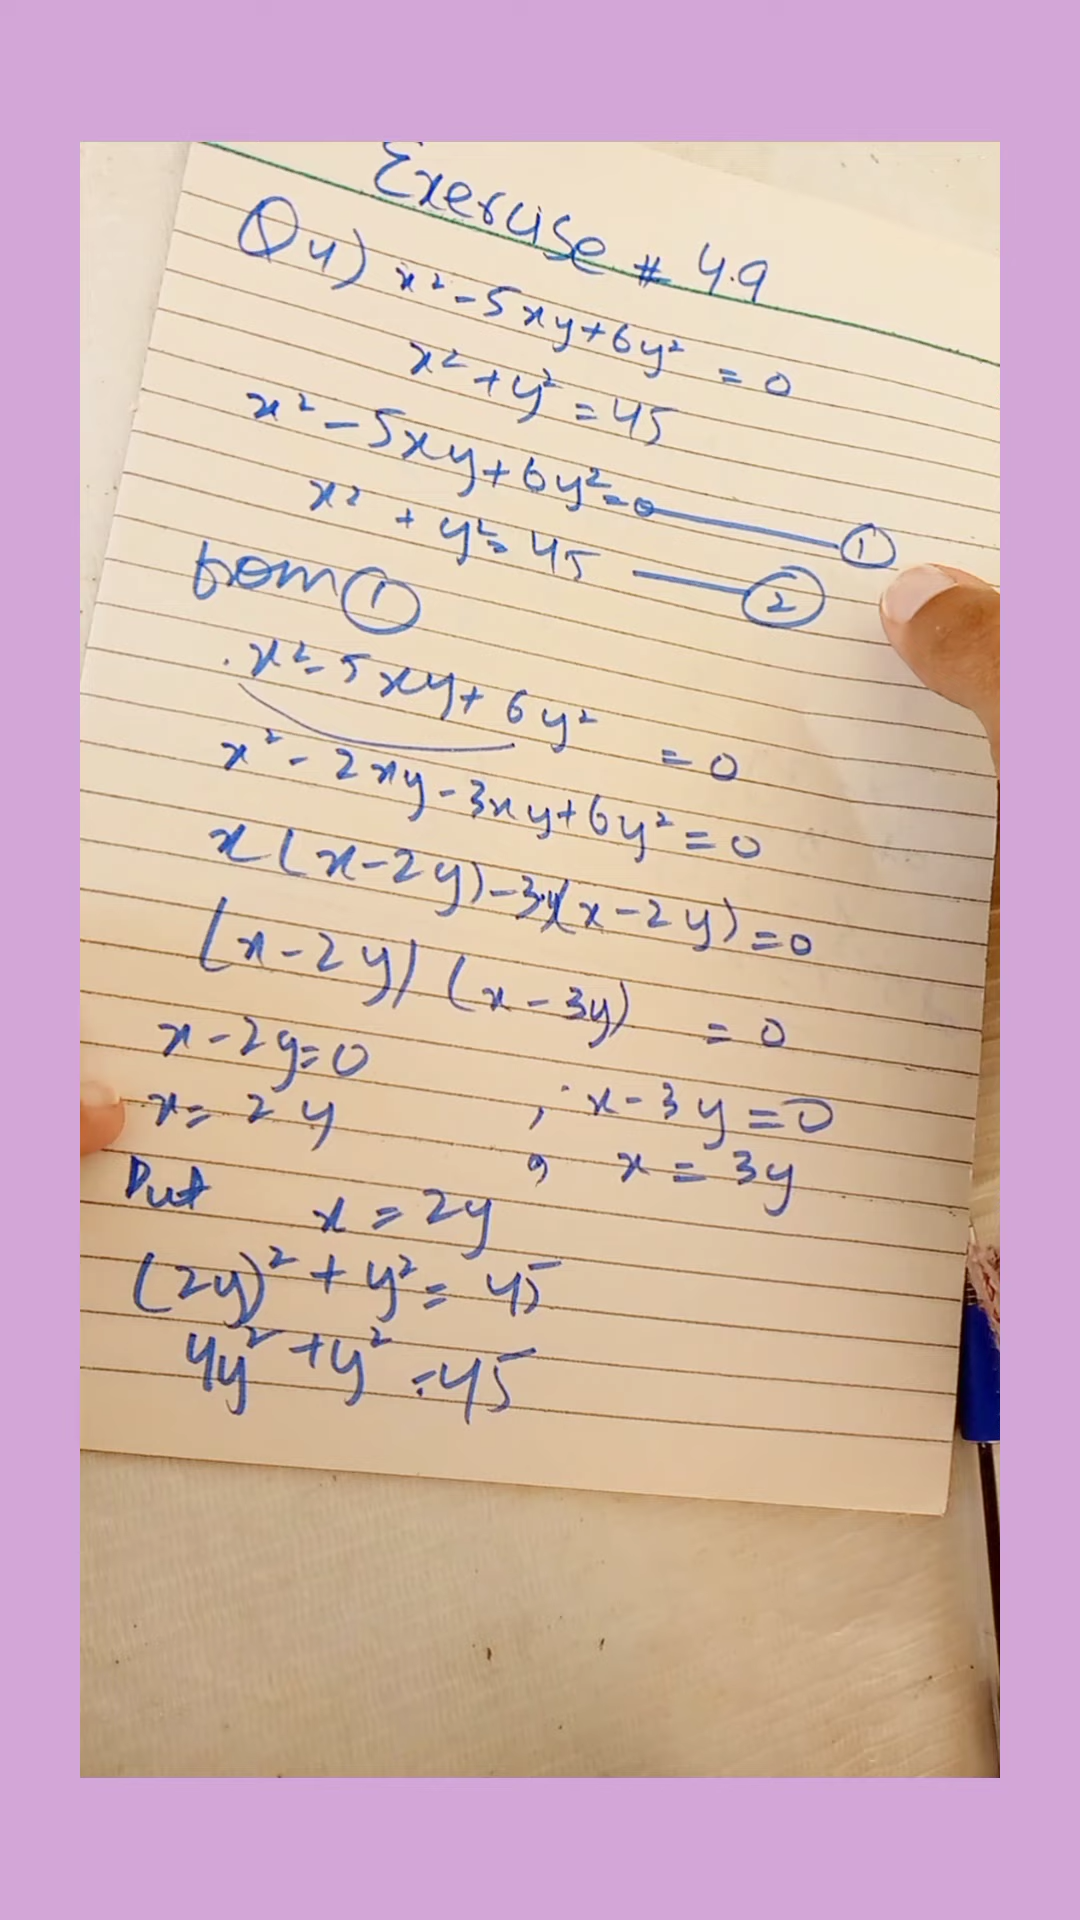 Exercise # 4.9
Q4) x² - 5xy + 6y² = 0
x² + y² = 45
x² - 5xy + 6y² = 0 — ①
x² + y² = 45 — ②
from ①
x² - 5xy + 6y² = 0
x² - 2xy - 3xy + 6y² = 0
x(x - 2y) - 3y(x - 2y) = 0
(x - 2y) (x - 3y) = 0
x - 2y = 0 , x - 3y = 0
x = 2y , x = 3y
Put x = 2y
(2y)² + y² = 45
4y² + y² = 45